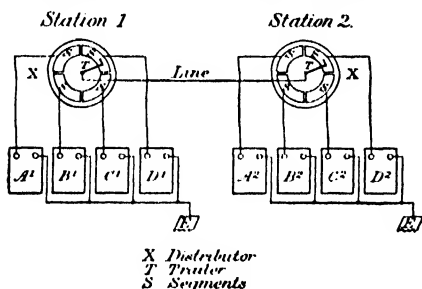 Station 1 Station 2.
S S S S
X T Line T X
S S S S
A¹ B¹ C¹ D¹ A² B² C² D²
E E
X Distributor
T Trailer
S Segments